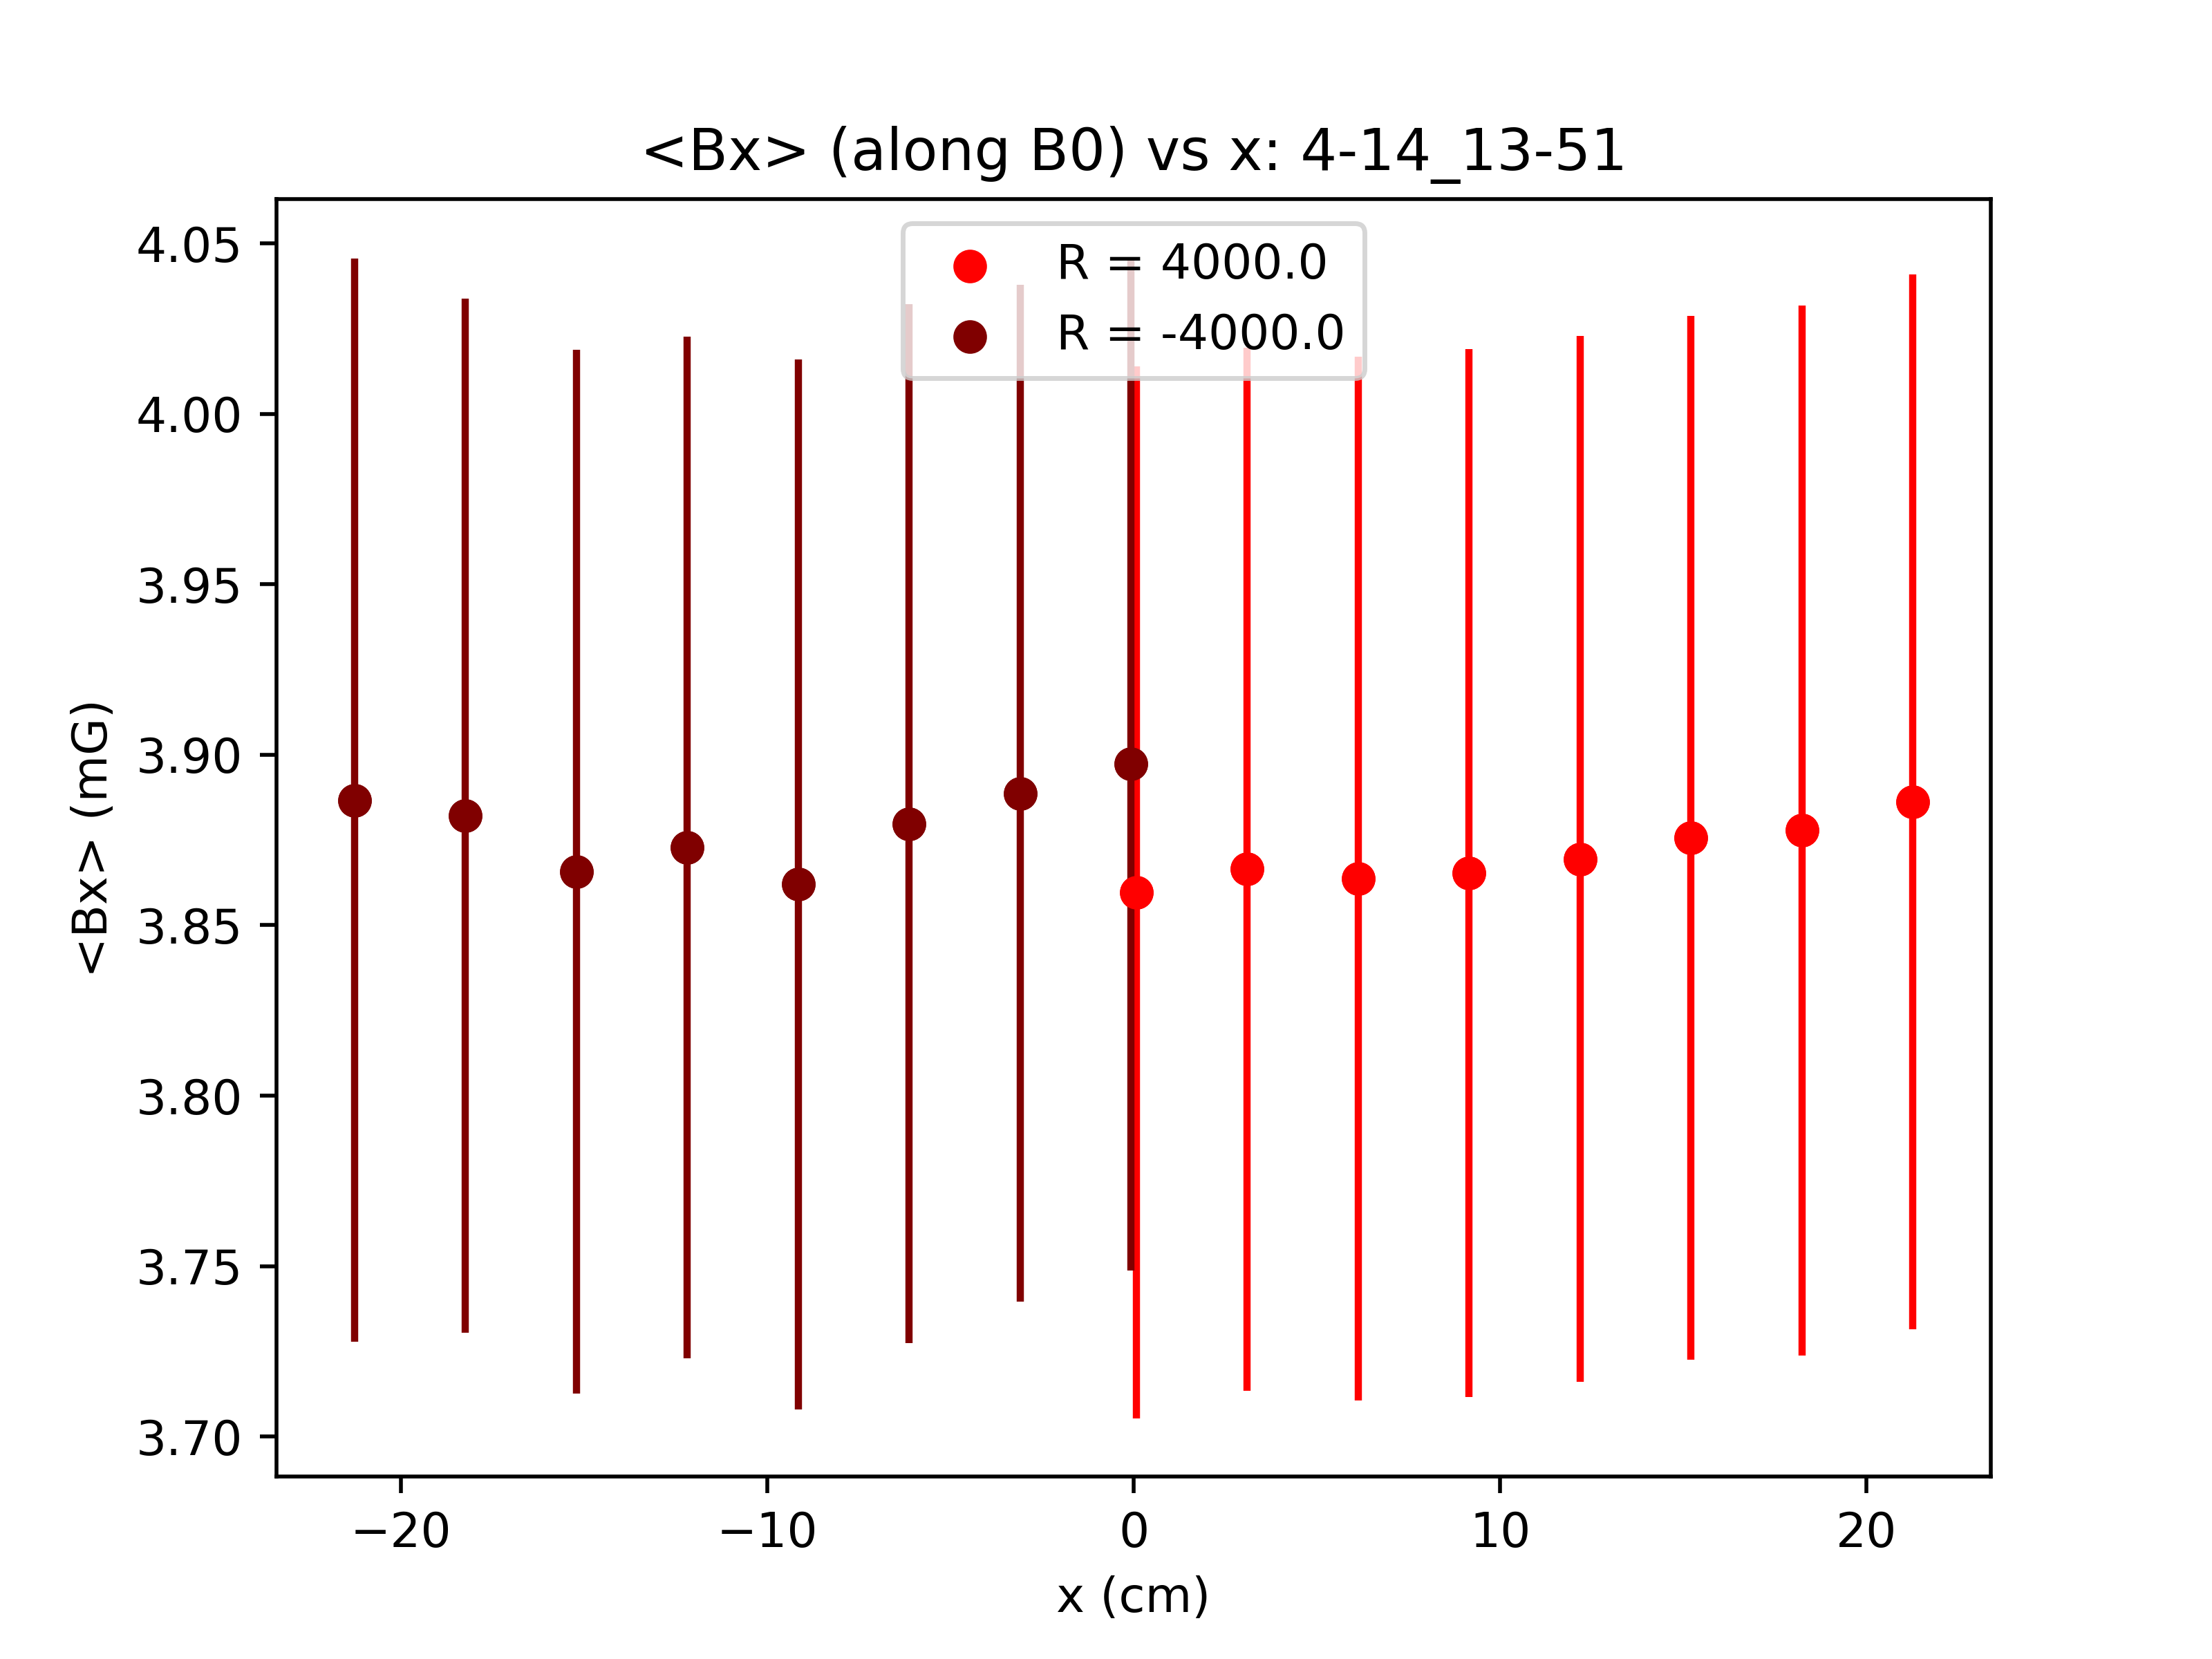 <Bx> (along B0) vs x: 4-14_13-51
R = 4000.0
R = -4000.0
4.05
4.00
3.95
3.90
3.85
3.80
3.75
3.70
<Bx> (mG)
−20 −10 0 10 20
x (cm)